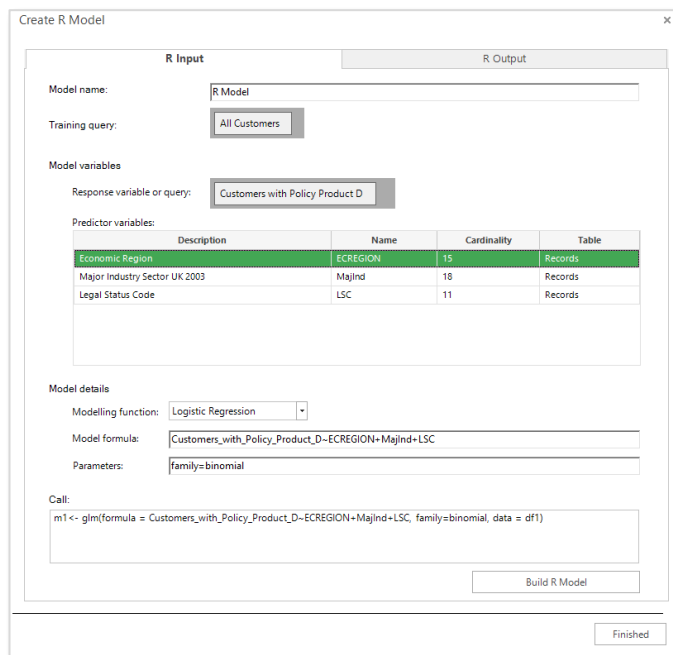 Create R Model
×
R Input R Output
Model name: R Model
Training query: All Customers
Model variables
Response variable or query: Customers with Policy Product D
Predictor variables:
Description Name Cardinality Table
Economic Region ECREGION 15 Records
Major Industry Sector UK 2003 MajInd 18 Records
Legal Status Code LSC 11 Records
Model details
Modelling function: Logistic Regression
Model formula: Customers_with_Policy_Product_D~ECREGION+MajInd+LSC
Parameters: family=binomial
Call:
m1<- glm(formula = Customers_with_Policy_Product_D~ECREGION+MajInd+LSC, family=binomial, data = df1)
Build R Model
Finished